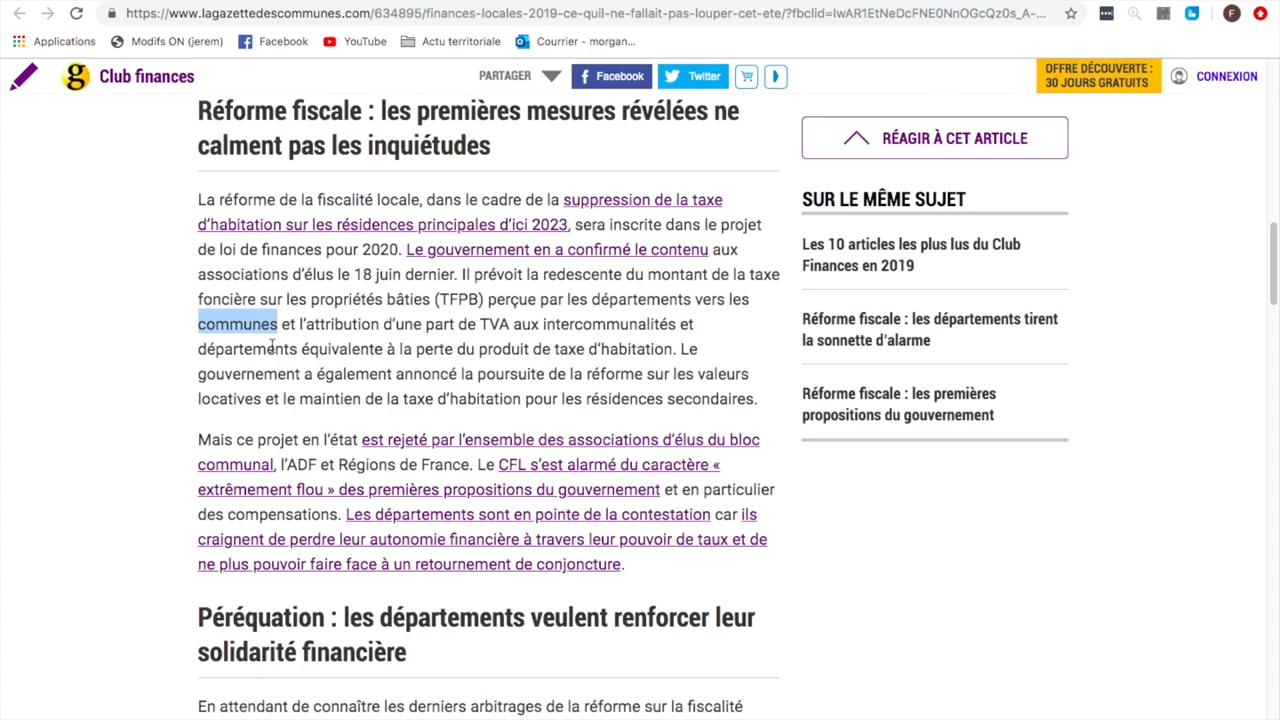 https://www.lagazettedescommunes.com/634895/finances-locales-2019-ce-quil-ne-fallait-pas-louper-cet-ete/?fbclid=IwAR1EtNeDcFNE0NnOGcQz0s_A-...
F
Applications
Modifs ON (jerem)
Facebook
YouTube
Actu territoriale
Courrier - morgan...
g
Club finances
PARTAGER
f Facebook
Twitter
OFFRE DÉCOUVERTE :
30 JOURS GRATUITS
CONNEXION
Réforme fiscale : les premières mesures révélées ne
calment pas les inquiétudes
La réforme de la fiscalité locale, dans le cadre de la suppression de la taxe
d’habitation sur les résidences principales d’ici 2023, sera inscrite dans le projet
de loi de finances pour 2020. Le gouvernement en a confirmé le contenu aux
associations d’élus le 18 juin dernier. Il prévoit la redescente du montant de la taxe
foncière sur les propriétés bâties (TFPB) perçue par les départements vers les
communes et l’attribution d’une part de TVA aux intercommunalités et
départements équivalente à la perte du produit de taxe d’habitation. Le
gouvernement a également annoncé la poursuite de la réforme sur les valeurs
locatives et le maintien de la taxe d’habitation pour les résidences secondaires.
Mais ce projet en l’état est rejeté par l’ensemble des associations d’élus du bloc
communal, l’ADF et Régions de France. Le CFL s’est alarmé du caractère «
extrêmement flou » des premières propositions du gouvernement et en particulier
des compensations. Les départements sont en pointe de la contestation car ils
craignent de perdre leur autonomie financière à travers leur pouvoir de taux et de
ne plus pouvoir faire face à un retournement de conjoncture.
Péréquation : les départements veulent renforcer leur
solidarité financière
En attendant de connaître les derniers arbitrages de la réforme sur la fiscalité
RÉAGIR À CET ARTICLE
SUR LE MÊME SUJET
Les 10 articles les plus lus du Club
Finances en 2019
Réforme fiscale : les départements tirent
la sonnette d’alarme
Réforme fiscale : les premières
propositions du gouvernement